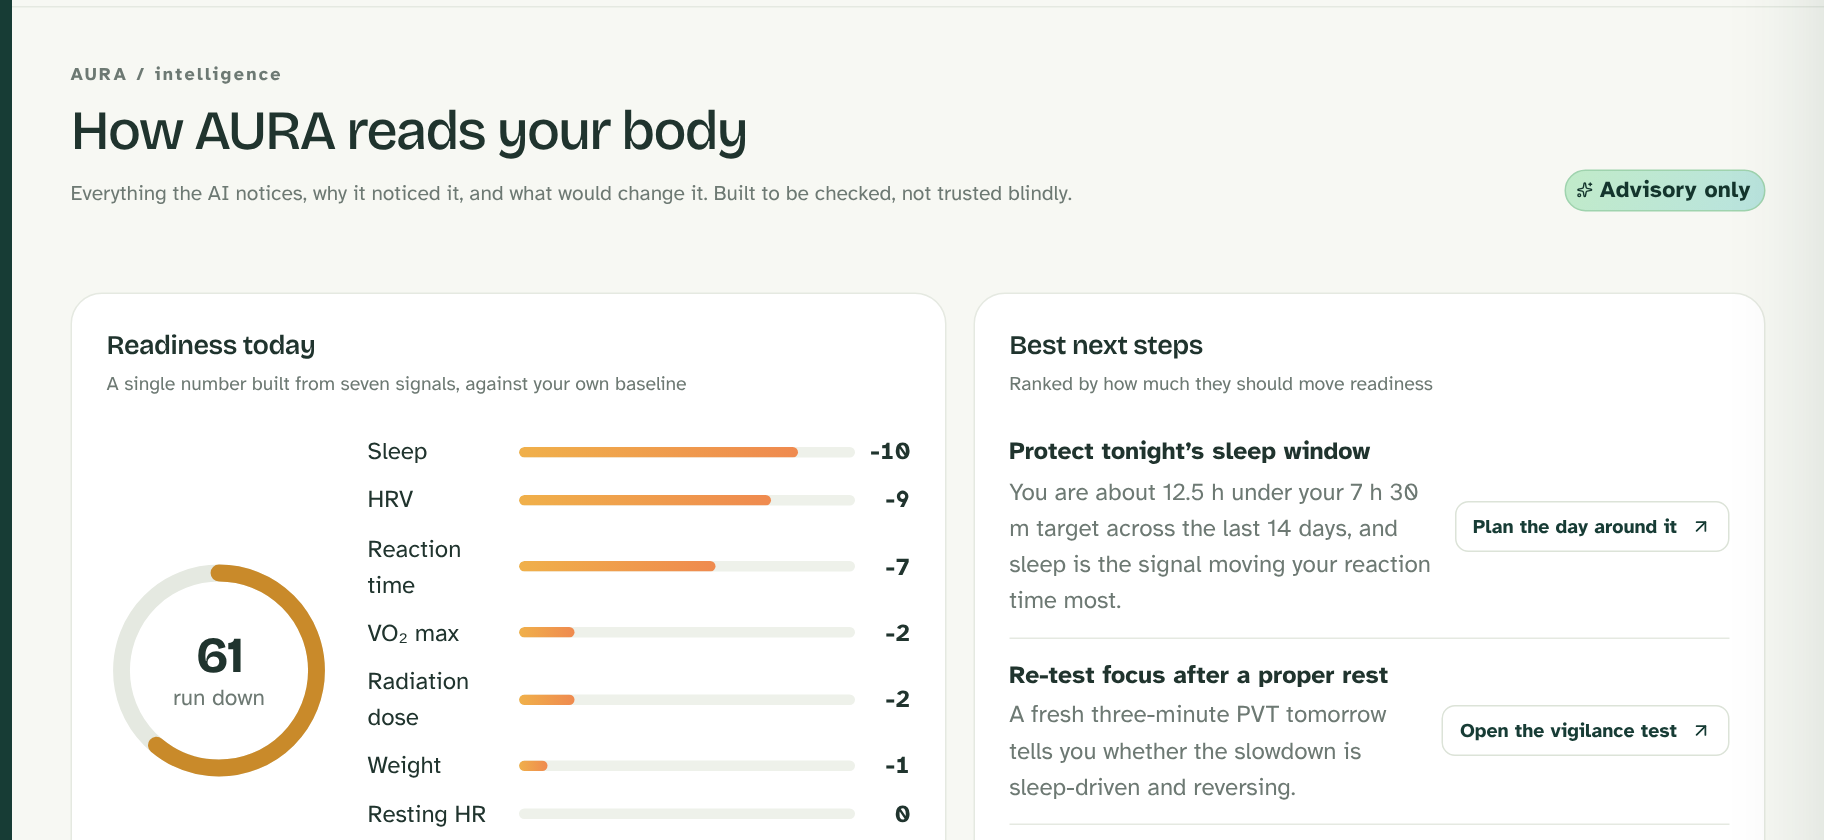 AURA / intelligence
How AURA reads your body
Everything the AI notices, why it noticed it, and what would change it. Built to be checked, not trusted blindly.
Advisory only
Readiness today
A single number built from seven signals, against your own baseline
61
run down
Sleep -10
HRV -9
Reaction
time -7
VO₂ max -2
Radiation
dose -2
Weight -1
Resting HR 0
Best next steps
Ranked by how much they should move readiness
Protect tonight’s sleep window
You are about 12.5 h under your 7 h 30
m target across the last 14 days, and
sleep is the signal moving your reaction
time most.
Plan the day around it
Re-test focus after a proper rest
A fresh three-minute PVT tomorrow
tells you whether the slowdown is
sleep-driven and reversing.
Open the vigilance test